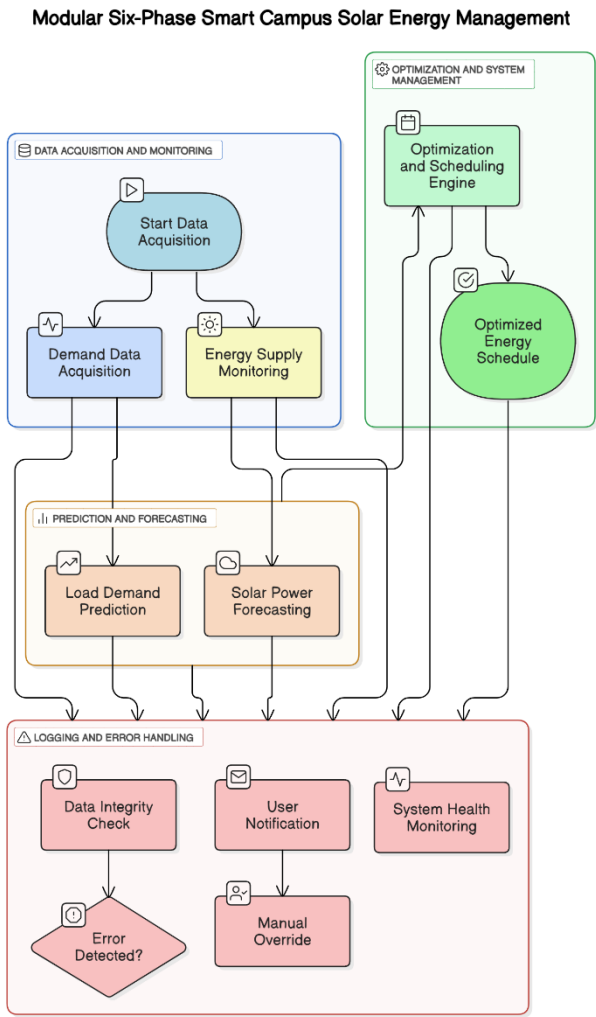 Modular Six-Phase Smart Campus Solar Energy Management
OPTIMIZATION AND SYSTEM
MANAGEMENT
Optimization
and Scheduling
Engine
Optimized
Energy
Schedule
DATA ACQUISITION AND MONITORING
Start Data
Acquisition
Demand Data
Acquisition
Energy Supply
Monitoring
PREDICTION AND FORECASTING
Load Demand
Prediction
Solar Power
Forecasting
LOGGING AND ERROR HANDLING
Data Integrity
Check
User
Notification
System Health
Monitoring
Error
Detected?
Manual
Override